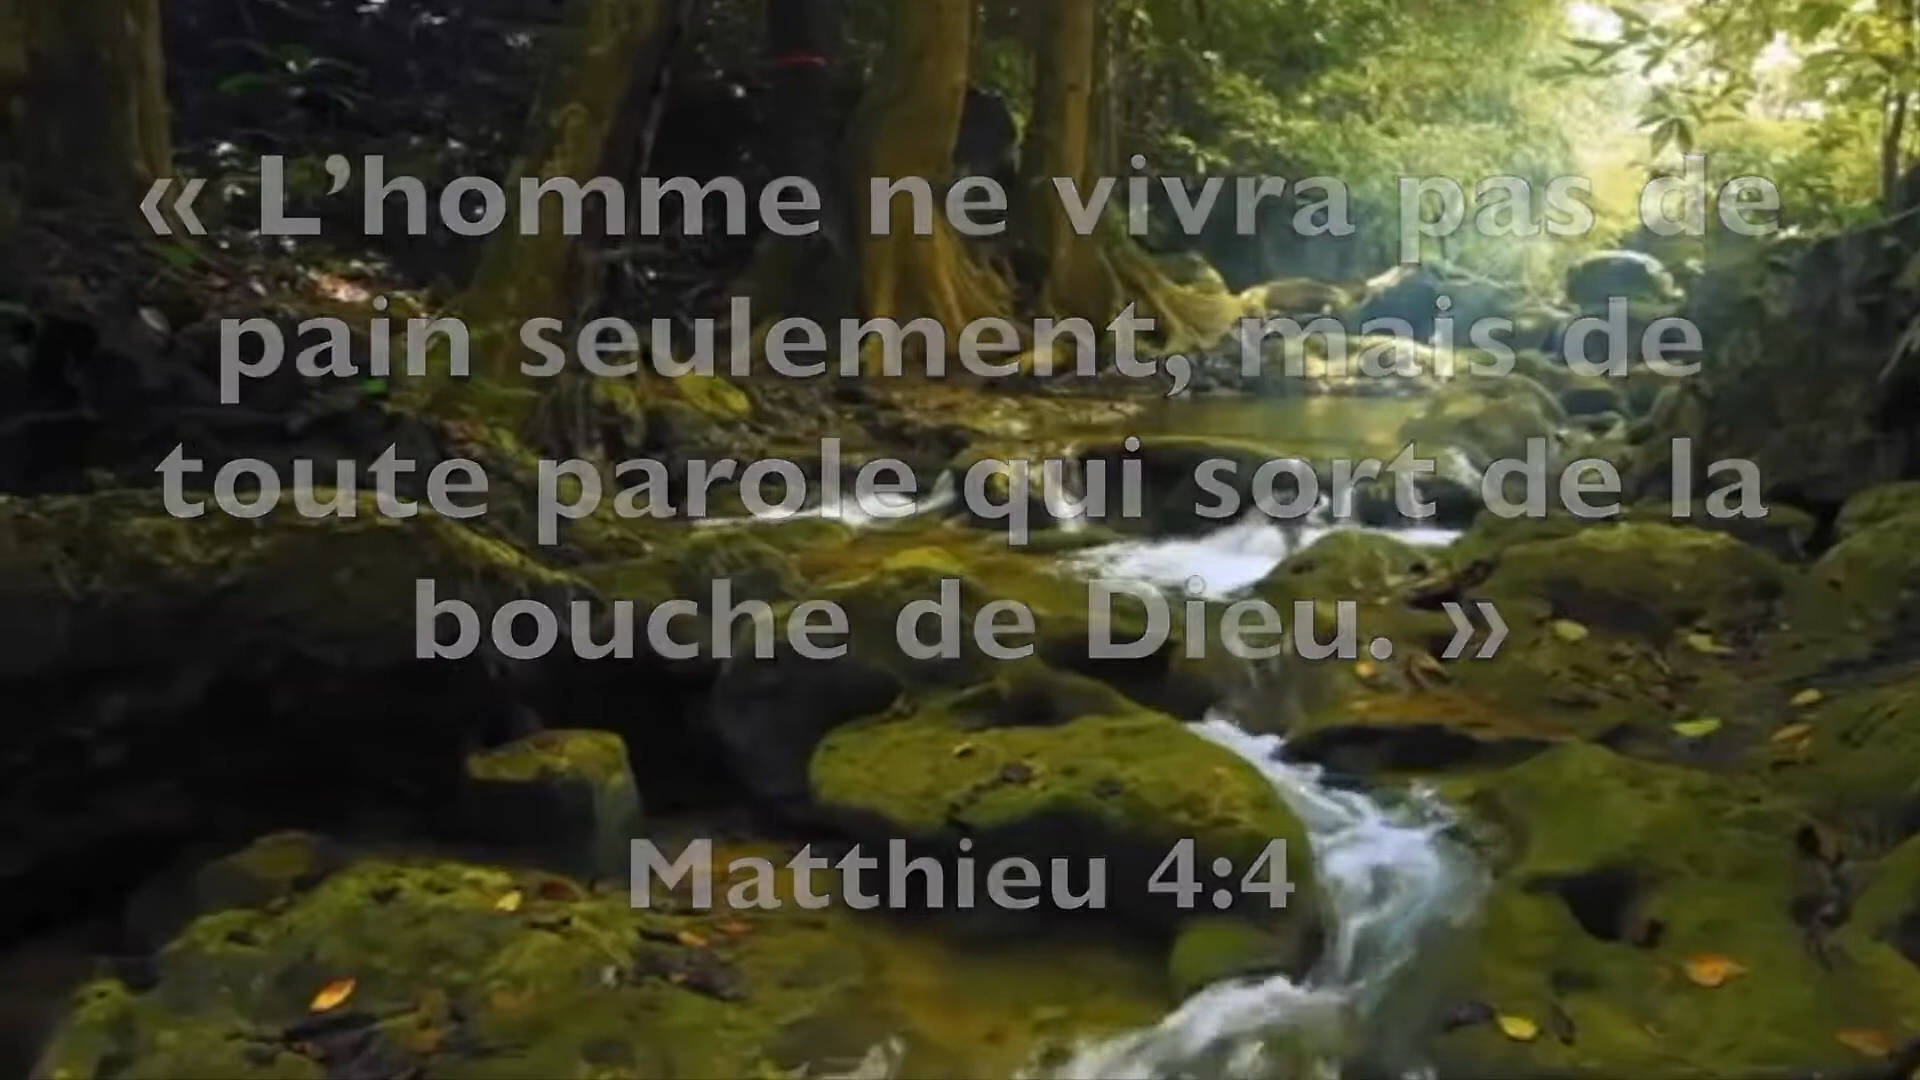 « L’homme ne vivra pas de
pain seulement, mais de
toute parole qui sort de la
bouche de Dieu. »
Matthieu 4:4